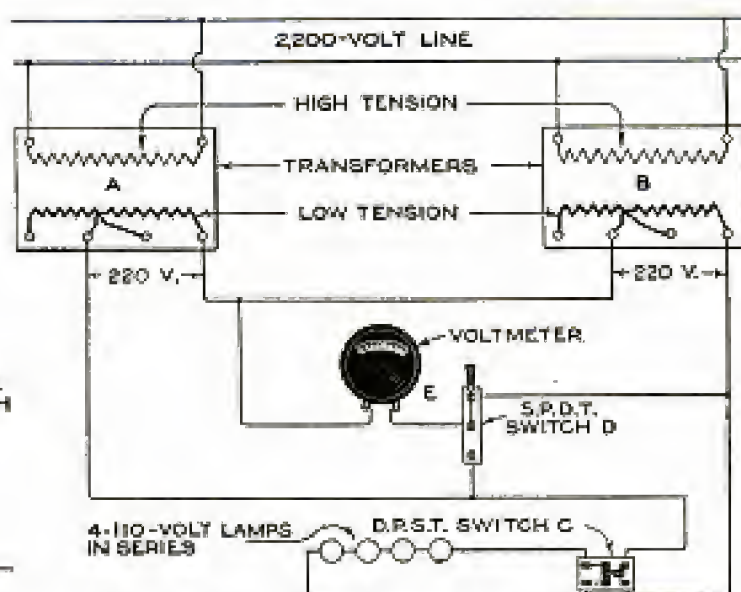 2,200-VOLT LINE
HIGH TENSION
A
TRANSFORMERS
B
LOW TENSION
220 V.
220 V.
VOLTMETER
E
H
S.P.D.T.
SWITCH D
4-110-VOLT LAMPS
IN SERIES
D.P.S.T. SWITCH C